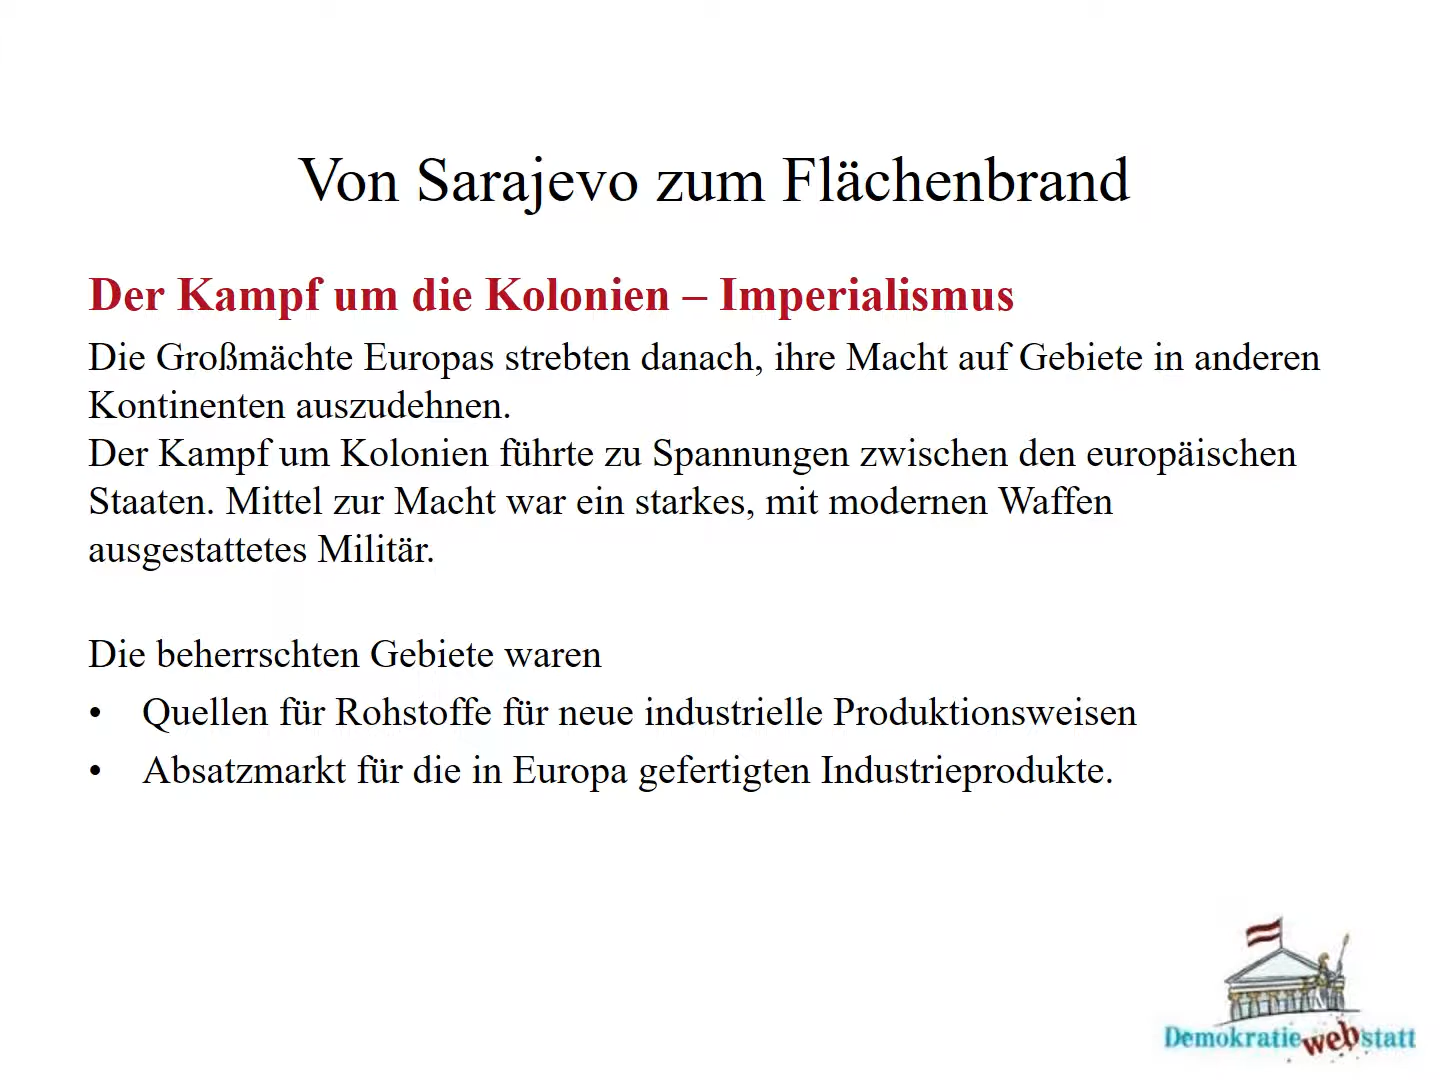 Von Sarajevo zum Flächenbrand
Der Kampf um die Kolonien – Imperialismus
Die Großmächte Europas strebten danach, ihre Macht auf Gebiete in anderen
Kontinenten auszudehnen.
Der Kampf um Kolonien führte zu Spannungen zwischen den europäischen
Staaten. Mittel zur Macht war ein starkes, mit modernen Waffen
ausgestattetes Militär.
Die beherrschten Gebiete waren
• Quellen für Rohstoffe für neue industrielle Produktionsweisen
• Absatzmarkt für die in Europa gefertigten Industrieprodukte.
Demokratiewebstatt